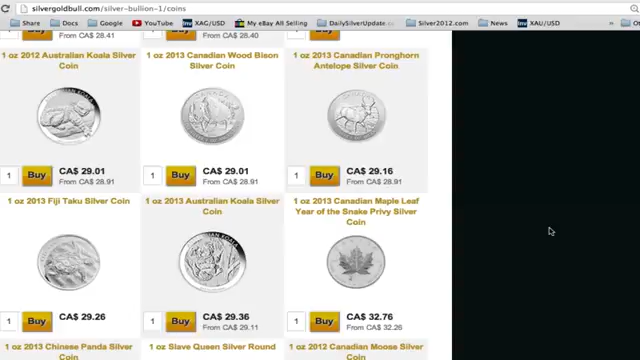 silvergoldbull.com/silver-bullion-1/coins
Docs
Google
YouTube
XAG/USD
My eBay All Selling
DailySilverUpdate.c...
Silver2012.com
News
XAU/USD
»
From CA$ 28.41
From CA$ 28.40
1 oz 2012 Australian Koala Silver
Coin
1 oz 2013 Canadian Wood Bison
Silver Coin
1 oz 2013 Canadian Pronghorn
Antelope Silver Coin
1 Buy CA$ 29.01
From CA$ 28.91
1 Buy CA$ 29.01
From CA$ 28.91
1 Buy CA$ 29.16
From CA$ 28.91
1 oz 2013 Fiji Taku Silver Coin
1 oz 2013 Australian Koala Silver
Coin
1 oz 2013 Canadian Maple Leaf
Year of the Snake Privy Silver
Coin
1 Buy CA$ 29.26
1 Buy CA$ 29.36
From CA$ 29.11
1 Buy CA$ 32.76
From CA$ 32.26
1 oz 2013 Chinese Panda Silver
Coin
1 oz Slave Queen Silver Round
1 oz 2012 Canadian Moose Silver
Coin